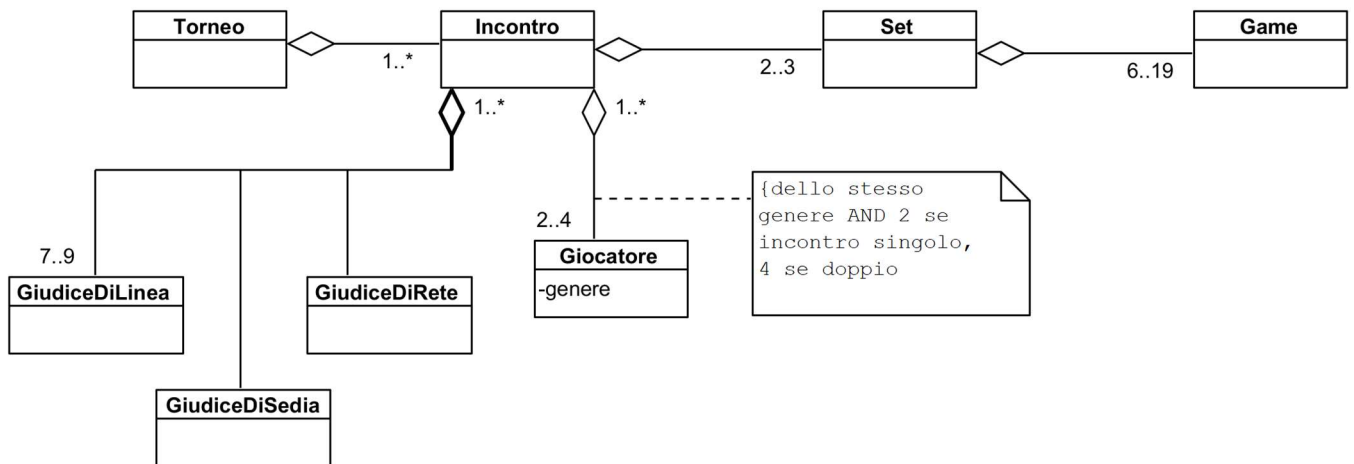 Torneo
Incontro
Set
Game
1..*
2..3
6..19
1..*
1..*
{dello stesso
genere AND 2 se
incontro singolo,
4 se doppio
2..4
7..9
Giocatore
-genere
GiudiceDiLinea
GiudiceDiRete
GiudiceDiSedia